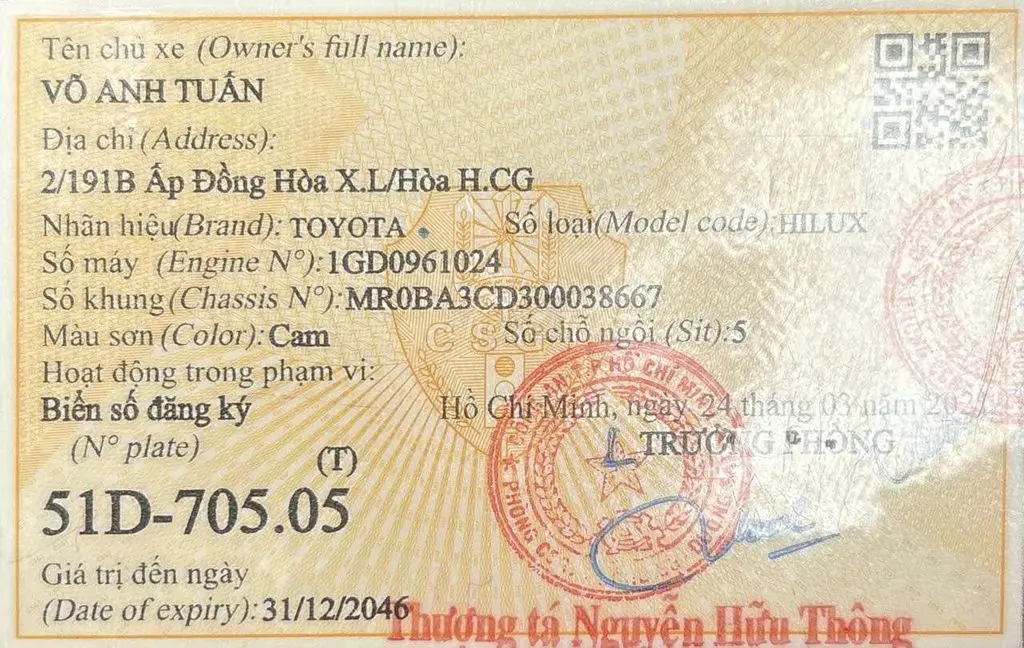 Tên chủ xe (Owner's full name):
VÕ ANH TUẤN
Địa chỉ (Address):
2/191B Ấp Đồng Hòa X.L/Hòa H.CG
Nhãn hiệu(Brand): TOYOTA Số loại(Model code):HILUX
Số máy (Engine N°):1GD0961024
Số khung(Chassis N°):MR0BA3CD300038667
Màu sơn (Color):Cam Số chỗ ngồi (Sit):5
CSGT
Hoạt động trong phạm vi:
Biển số đăng ký Hồ Chí Minh, ngày 24 tháng 03 năm
(N° plate) TRƯỞNG PHÒNG
(T)
51D-705.05
Giá trị đến ngày
(Date of expiry):31/12/2046
Thượng tá Nguyễn Hữu Thông